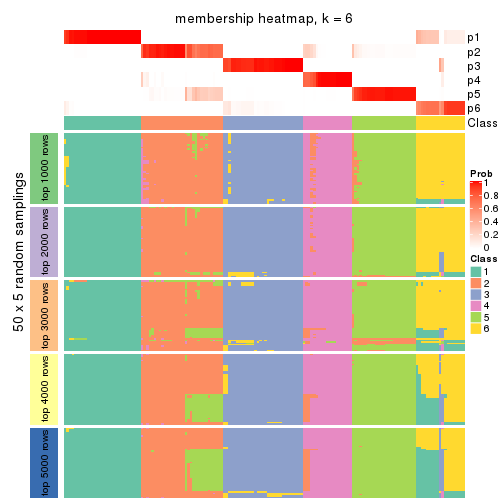 membership heatmap, k = 6
p1
p2
p3
p4
p5
p6
Class
50 x 5 random samplings
top 1000 rows
top 2000 rows
top 3000 rows
top 4000 rows
top 5000 rows
Prob
1
0.8
0.6
0.4
0.2
0
Class
1
2
3
4
5
6